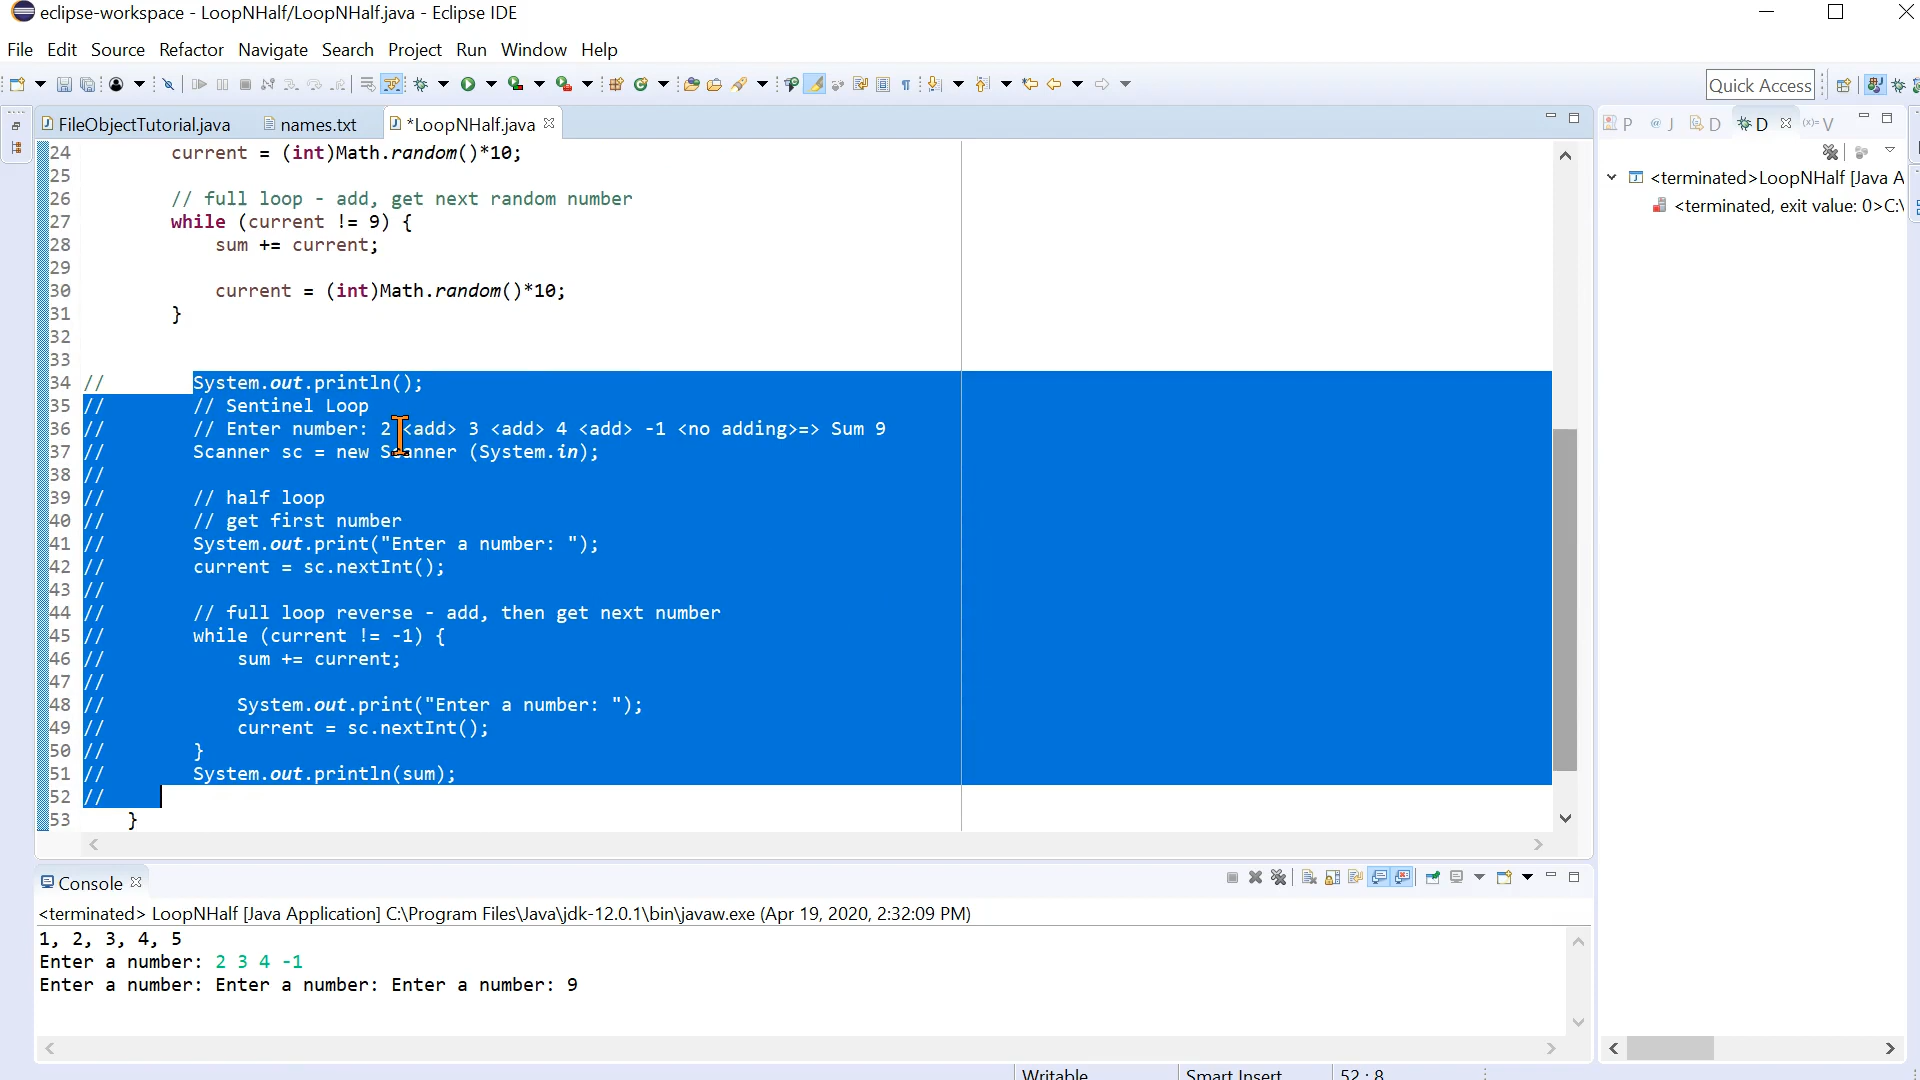 eclipse-workspace - LoopNHalf/LoopNHalf.java - Eclipse IDE
File Edit Source Refactor Navigate Search Project Run Window Help
Quick Access
FileObjectTutorial.java names.txt *LoopNHalf.java
P @ J D D (x)= V
24 current = (int)Math.random()*10;
25
26 // full loop - add, get next random number
27 while (current != 9) {
28 sum += current;
29
30 current = (int)Math.random()*10;
31 }
32
33
34 // System.out.println();
35 // // Sentinel Loop
36 // // Enter number: 2 <add> 3 <add> 4 <add> -1 <no adding>=> Sum 9
37 // Scanner sc = new Scanner (System.in);
38 //
39 // // half loop
40 // // get first number
41 // System.out.print("Enter a number: ");
42 // current = sc.nextInt();
43 //
44 // // full loop reverse - add, then get next number
45 // while (current != -1) {
46 // sum += current;
47 //
48 // System.out.print("Enter a number: ");
49 // current = sc.nextInt();
50 // }
51 // System.out.println(sum);
52 //
53 }
<terminated>LoopNHalf [Java A
<terminated, exit value: 0>C:\
Console
<terminated> LoopNHalf [Java Application] C:\Program Files\Java\jdk-12.0.1\bin\javaw.exe (Apr 19, 2020, 2:32:09 PM)
1, 2, 3, 4, 5
Enter a number: 2 3 4 -1
Enter a number: Enter a number: Enter a number: 9
Writable Smart Insert 52 : 8